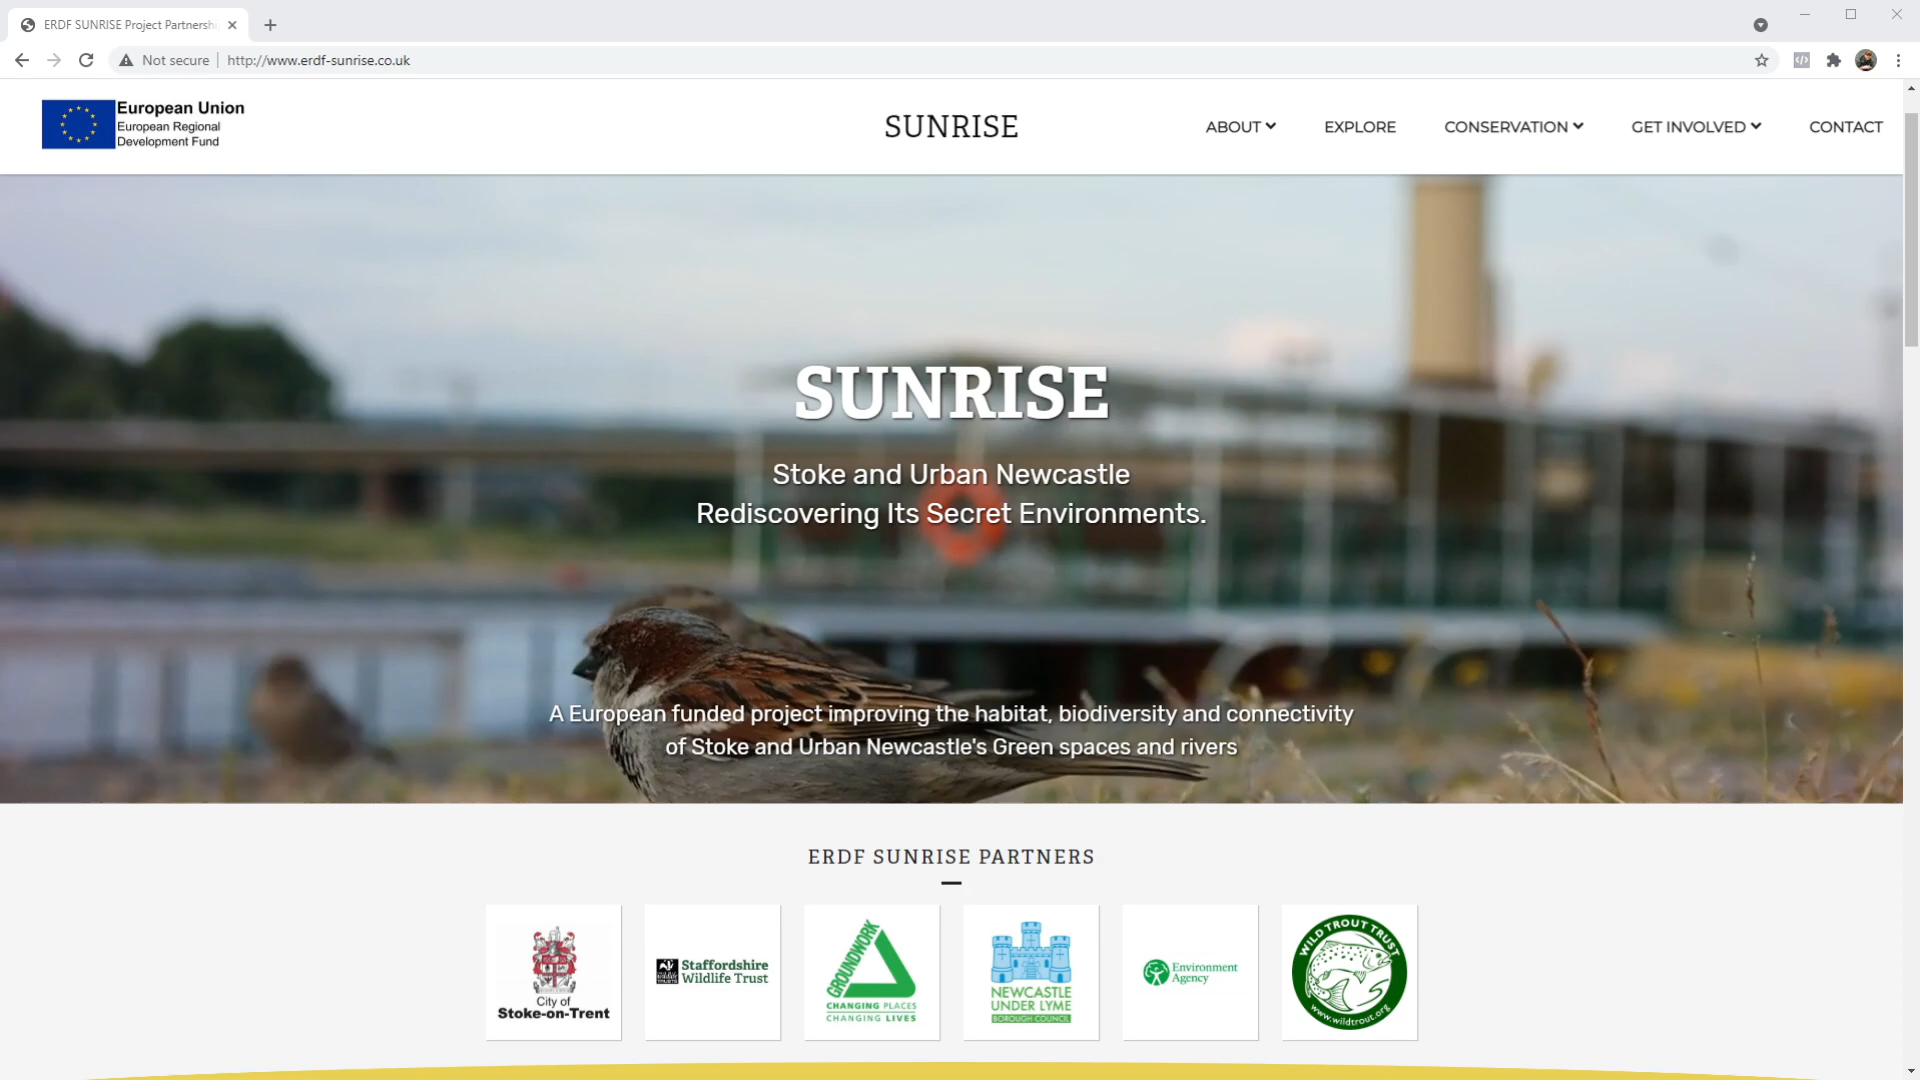 ERDF SUNRISE Project Partnersh
Not secure
http://www.erdf-sunrise.co.uk
European Union
European Regional
Development Fund
SUNRISE
ABOUT
EXPLORE
CONSERVATION
GET INVOLVED
CONTACT
SUNRISE
Stoke and Urban Newcastle
Rediscovering Its Secret Environments.
A European funded project improving the habitat, biodiversity and connectivity
of Stoke and Urban Newcastle's Green spaces and rivers
ERDF SUNRISE PARTNERS
City of
Stoke-on-Trent
Staffordshire
Wildlife Trust
GROUNDWORK
CHANGING PLACES
CHANGING LIVES
NEWCASTLE
UNDER LYME
BOROUGH COUNCIL
Environment
Agency
WILD TROUT TRUST
www.wildtrout.org